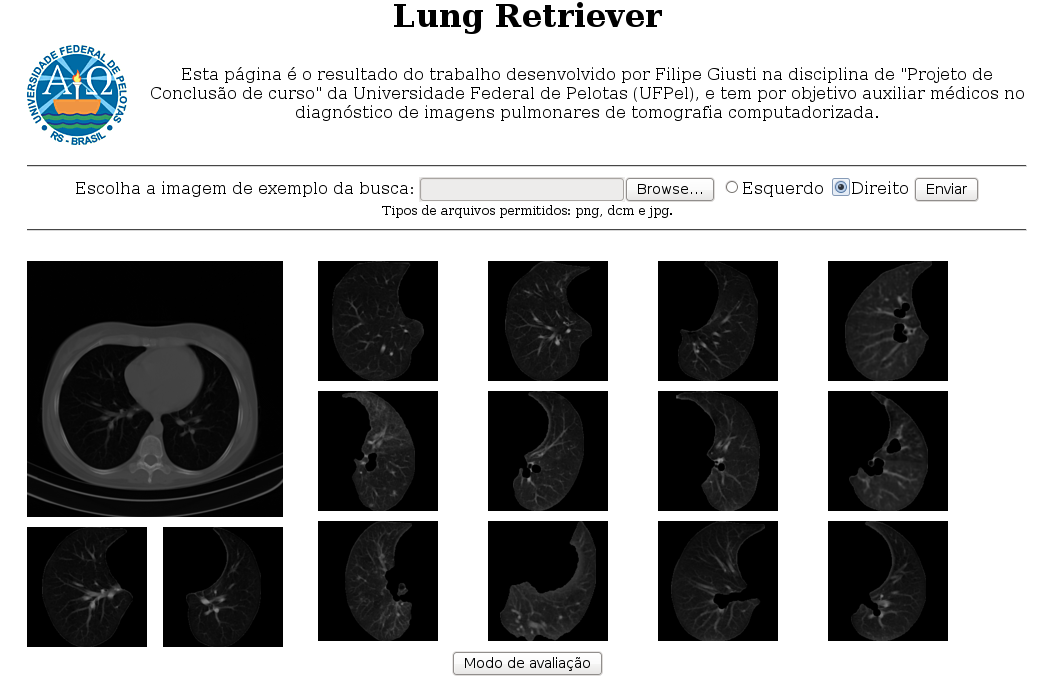 Lung Retriever
UNIVERSIDADE FEDERAL DE PELOTAS
ΑΩ
RS - BRASIL
Esta página é o resultado do trabalho desenvolvido por Filipe Giusti na disciplina de "Projeto de
Conclusão de curso" da Universidade Federal de Pelotas (UFPel), e tem por objetivo auxiliar médicos no
diagnóstico de imagens pulmonares de tomografia computadorizada.
Escolha a imagem de exemplo da busca: Browse... Esquerdo Direito Enviar
Tipos de arquivos permitidos: png, dcm e jpg.
Modo de avaliação